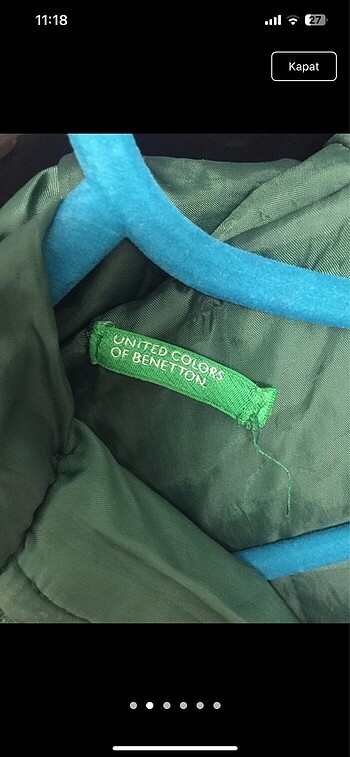 11:18
27
Kapat
UNITED COLORS
OF BENETTON.